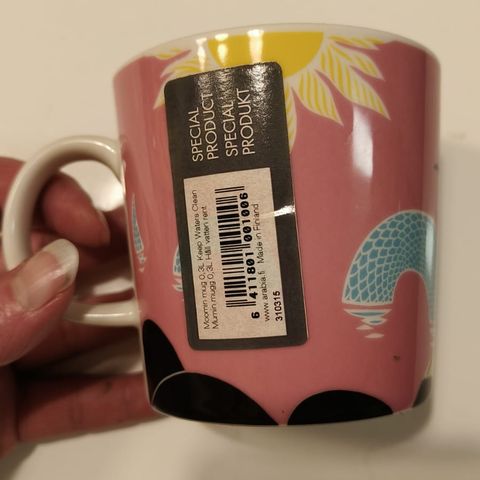 SPECIAL
PRODUCT
SPECIAL
PRODUKT
Moomin mug 0,3L Keep Waters Clean
Mumin mugg 0,3L Håll vatten rent
6 411801 001006
www.arabia.fi Made in Finland
310315